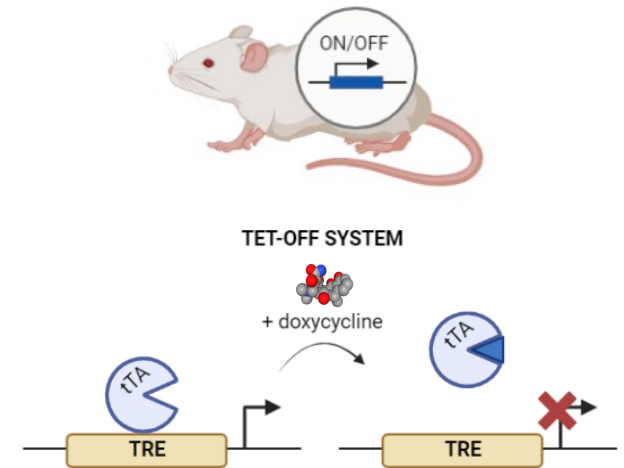 ON/OFF
TET-OFF SYSTEM
+ doxycycline
tTA
tTA
TRE
TRE